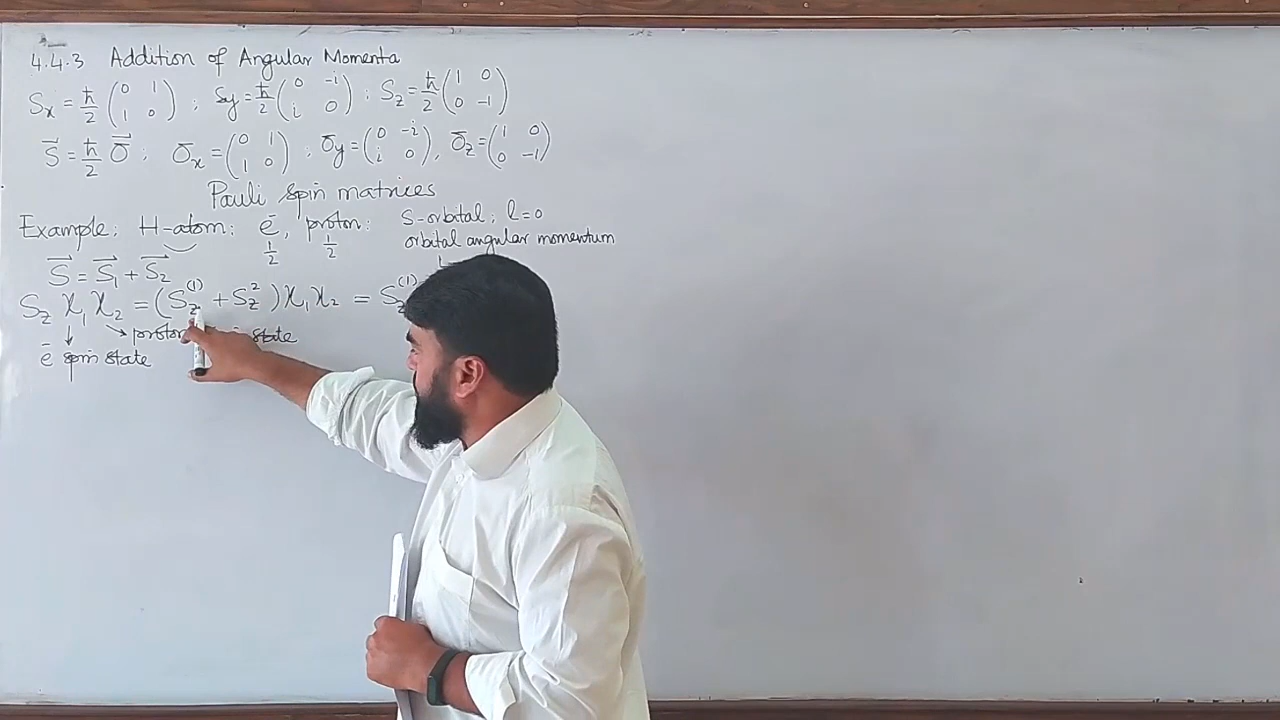 4.4.3 Addition of Angular Momenta
Sx = ħ/2 (0 1 1 0) ; Sy = ħ/2 (0 -i i 0) ; Sz = ħ/2 (1 0 0 -1)
S⃗ = ħ/2 σ⃗ ; σx = (0 1 1 0) ; σy = (0 -i i 0), σz = (1 0 0 -1)
Pauli spin matrices
Example: H-atom: e⁻, proton: S-orbital; l=0
1/2 1/2 orbital angular momentum
S⃗ = S⃗1 + S⃗2
Sz χ1 χ2 = (Sz(1) + Sz2) χ1 χ2 = Sz(1)
↓ ↘ proton state
e⁻ spin state